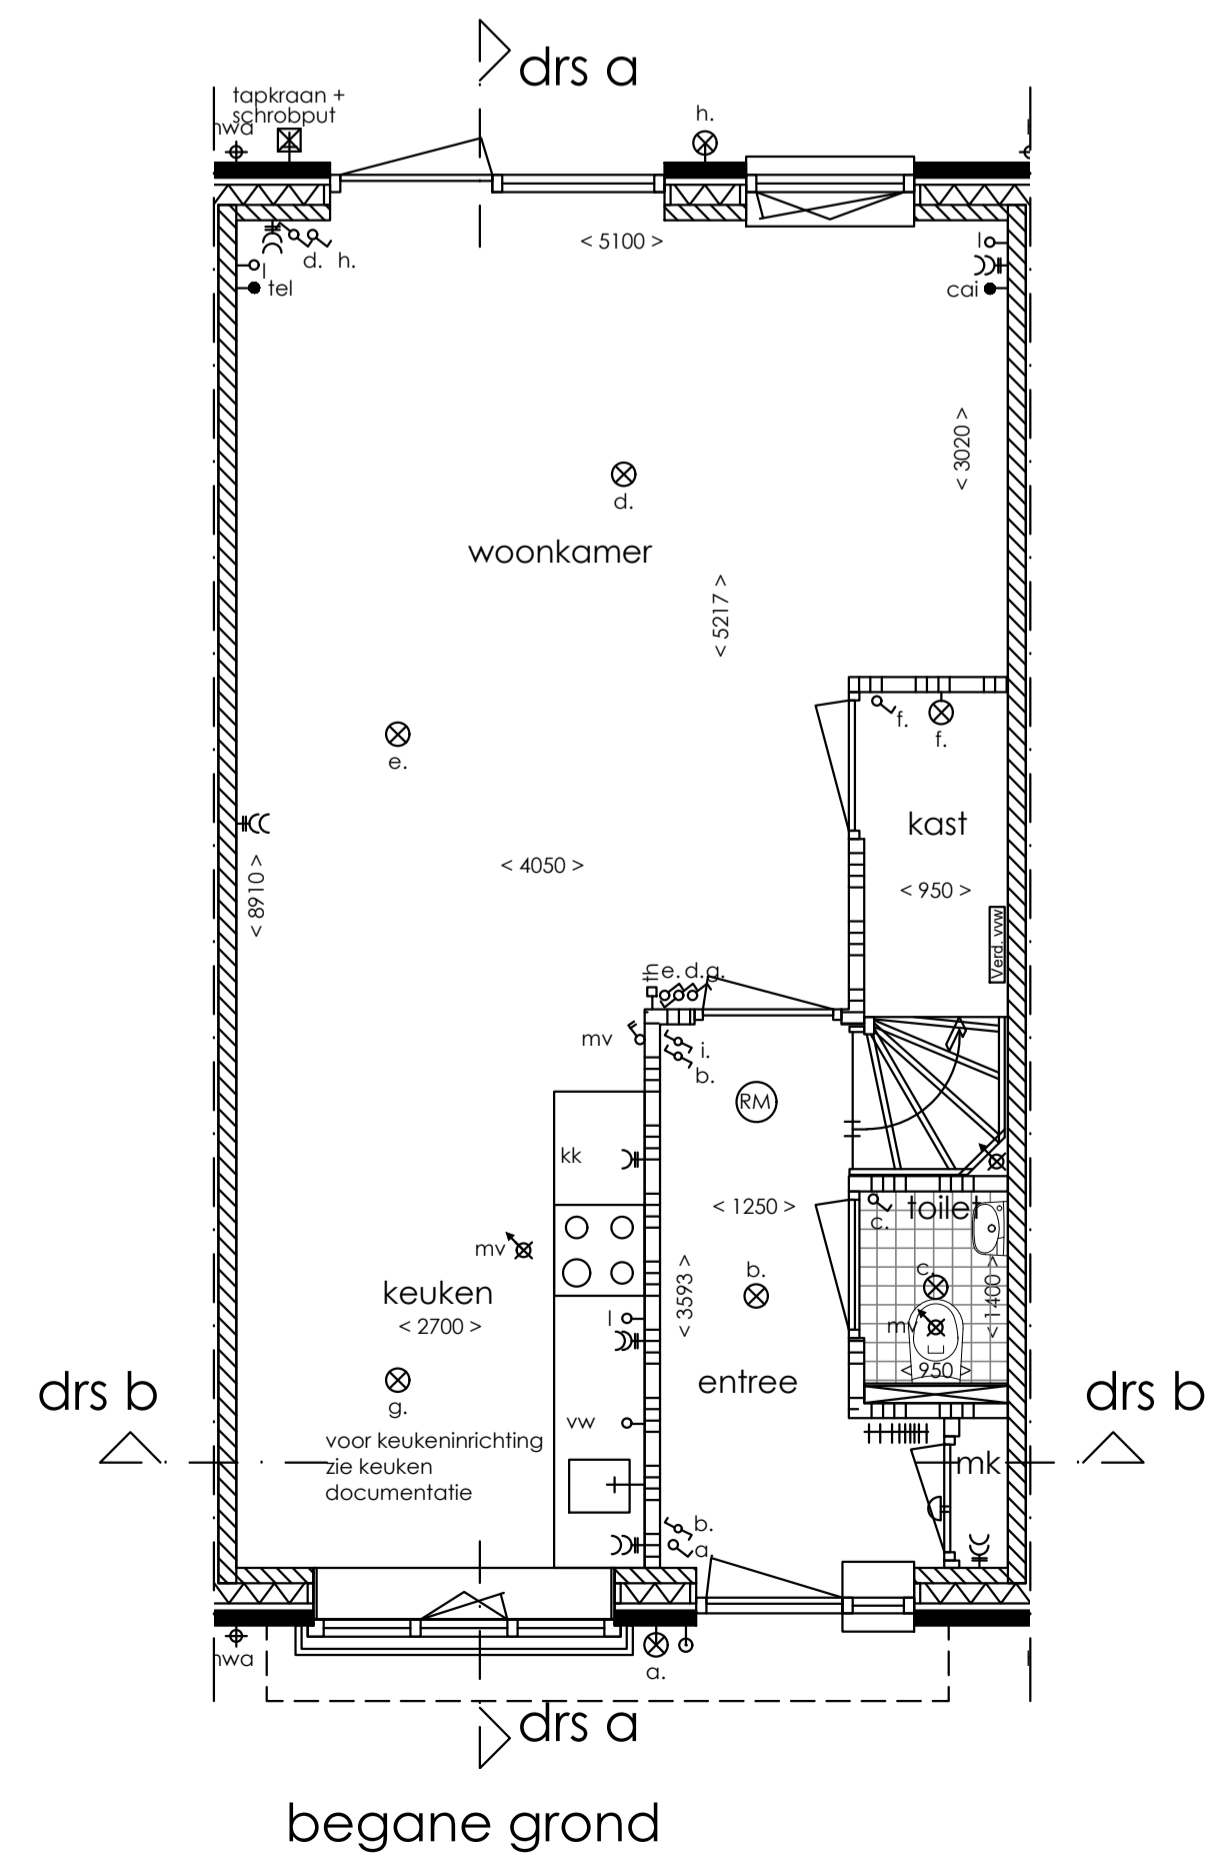 drs a
tapkraan +
schrobput
hwa
h.
< 5100 >
d. h.
l
tel
l
cai
< 3020 >
d.
woonkamer
< 5217 >
f.
f.
e.
kast
< 8910 >
< 4050 >
< 950 >
Verd. vvw
th e. d. g.
mv
i.
b.
RM
kk
< 1250 >
toilet
c.
mv
b.
c.
< 3593 >
< 1400 >
keuken
< 2700 >
l
mv
< 950 >
entree
drs b
drs b
g.
vw
voor keukeninrichting
zie keuken
documentatie
mk
b.
a.
hwa
a.
drs a
begane grond